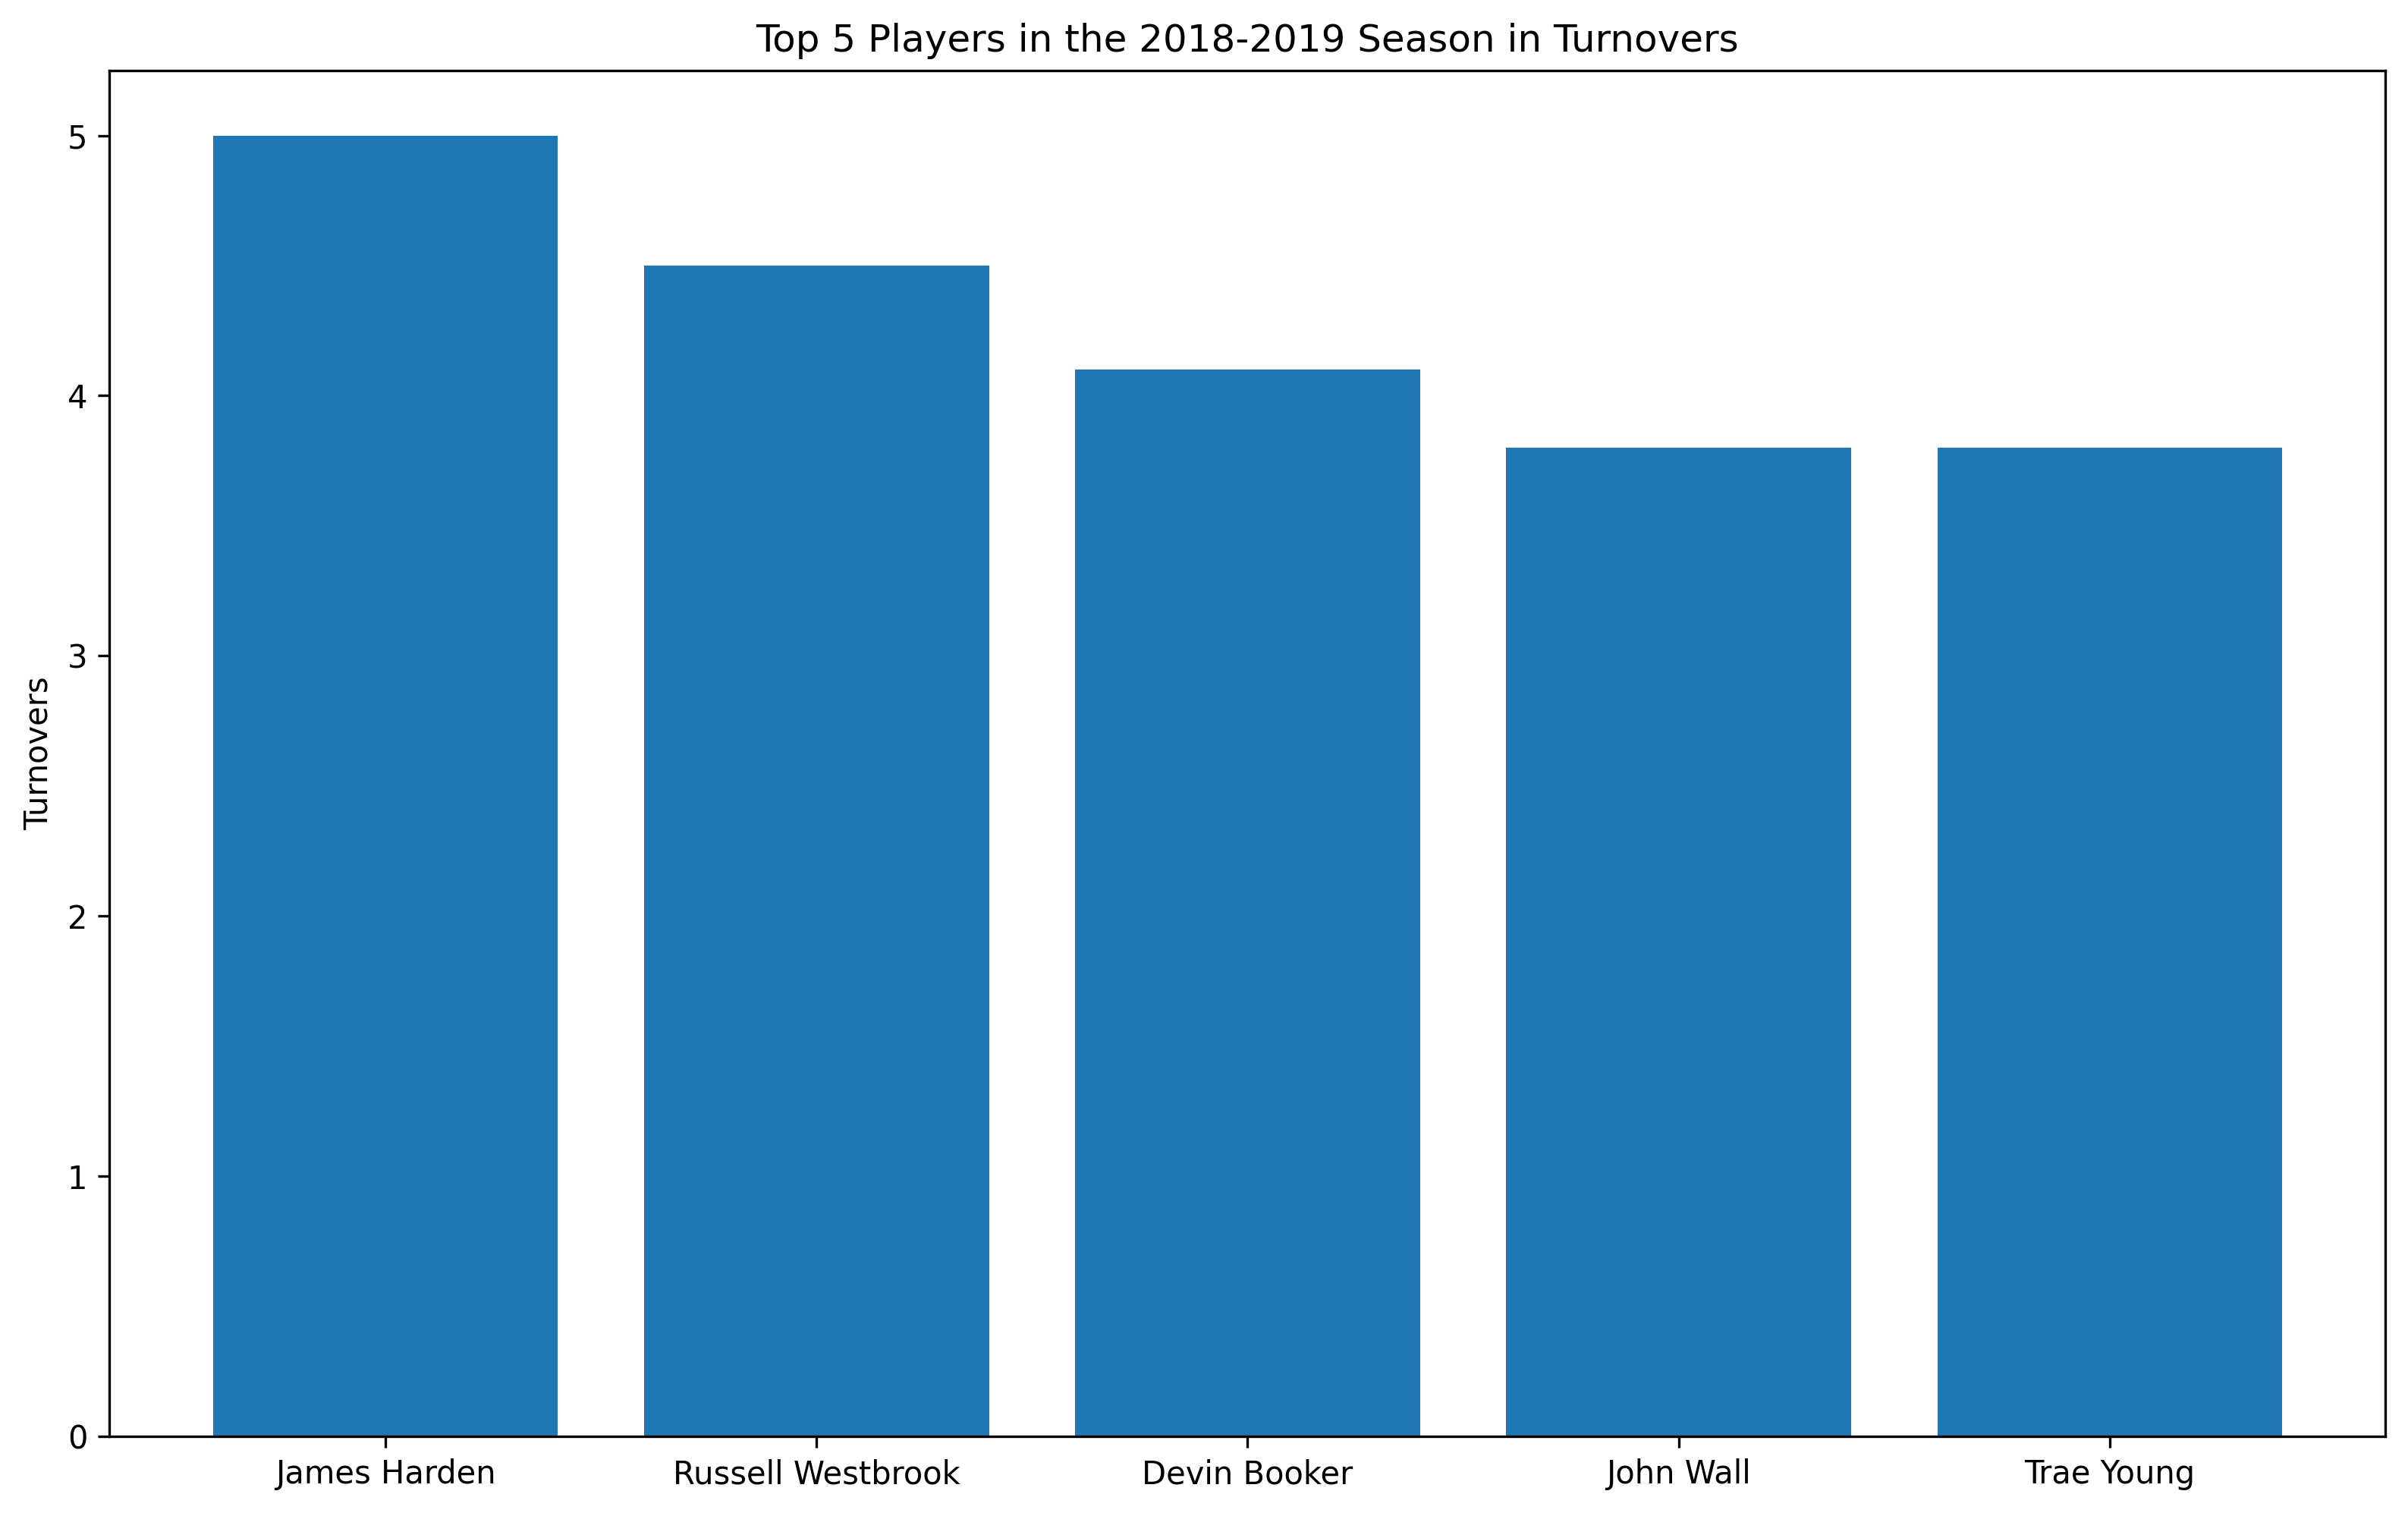 Top 5 Players in the 2018-2019 Season in Turnovers
Turnovers
5
4
3
2
1
0
James Harden
Russell Westbrook
Devin Booker
John Wall
Trae Young